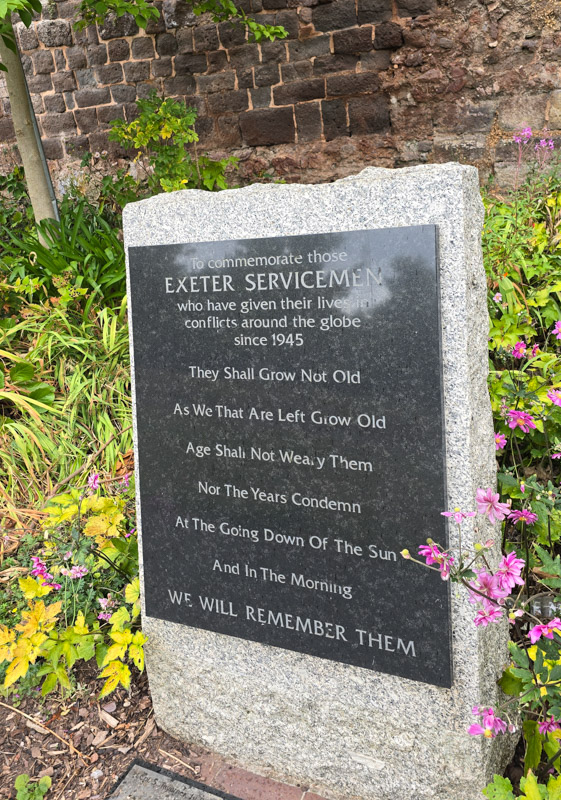 To commemorate those
EXETER SERVICEMEN
who have given their lives in
conflicts around the globe
since 1945
They Shall Grow Not Old
As We That Are Left Grow Old
Age Shall Not Weary Them
Nor The Years Condemn
At The Going Down Of The Sun
And In The Morning
WE WILL REMEMBER THEM